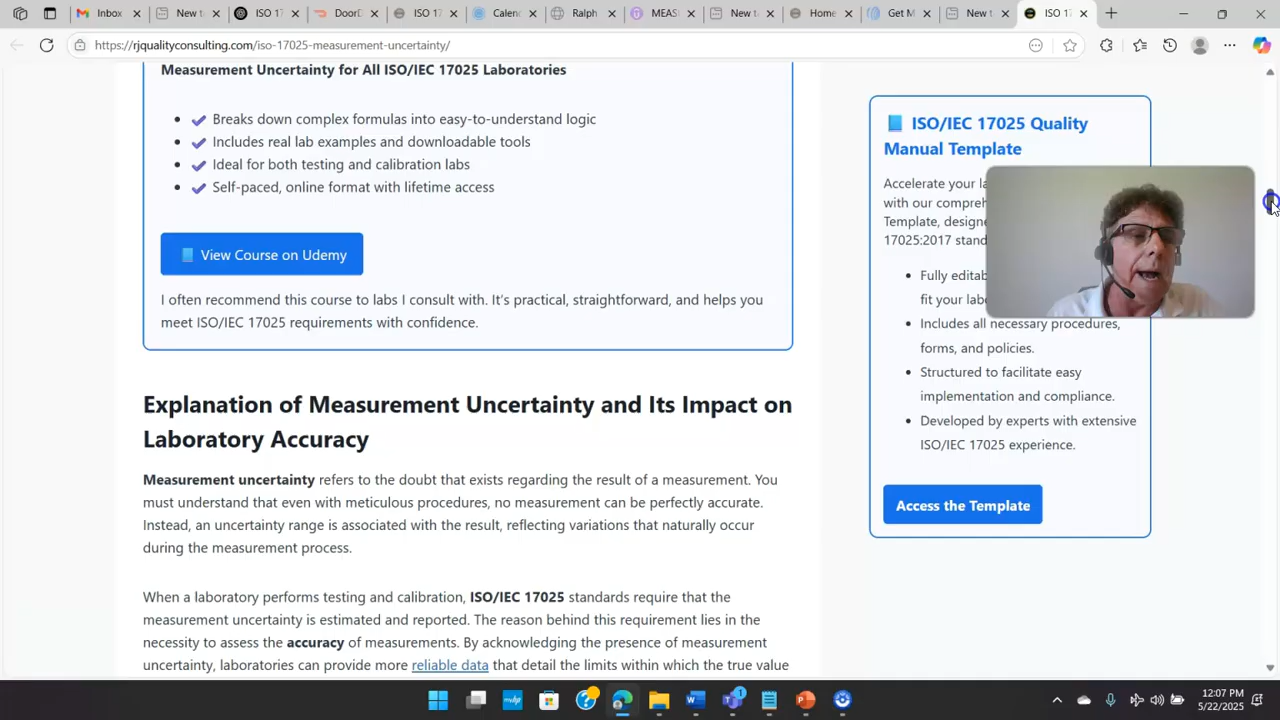 Inbox
New t
ISO 17
DoorD
ISO 17
Calenc
Ralph
MEAS
New ta
Home
Get M
New t
ISO 17
https://rjqualityconsulting.com/iso-17025-measurement-uncertainty/
Measurement Uncertainty for All ISO/IEC 17025 Laboratories
Breaks down complex formulas into easy-to-understand logic
Includes real lab examples and downloadable tools
Ideal for both testing and calibration labs
Self-paced, online format with lifetime access
View Course on Udemy
I often recommend this course to labs I consult with. It's practical, straightforward, and helps you
meet ISO/IEC 17025 requirements with confidence.
Explanation of Measurement Uncertainty and Its Impact on
Laboratory Accuracy
Measurement uncertainty refers to the doubt that exists regarding the result of a measurement. You
must understand that even with meticulous procedures, no measurement can be perfectly accurate.
Instead, an uncertainty range is associated with the result, reflecting variations that naturally occur
during the measurement process.
When a laboratory performs testing and calibration, ISO/IEC 17025 standards require that the
measurement uncertainty is estimated and reported. The reason behind this requirement lies in the
necessity to assess the accuracy of measurements. By acknowledging the presence of measurement
uncertainty, laboratories can provide more reliable data that detail the limits within which the true value
ISO/IEC 17025 Quality
Manual Template
Accelerate your la
with our compreh
Template, designe
17025:2017 stand
Fully editab
fit your lab
Includes all necessary procedures,
forms, and policies.
Structured to facilitate easy
implementation and compliance.
Developed by experts with extensive
ISO/IEC 17025 experience.
Access the Template
12:07 PM
5/22/2025